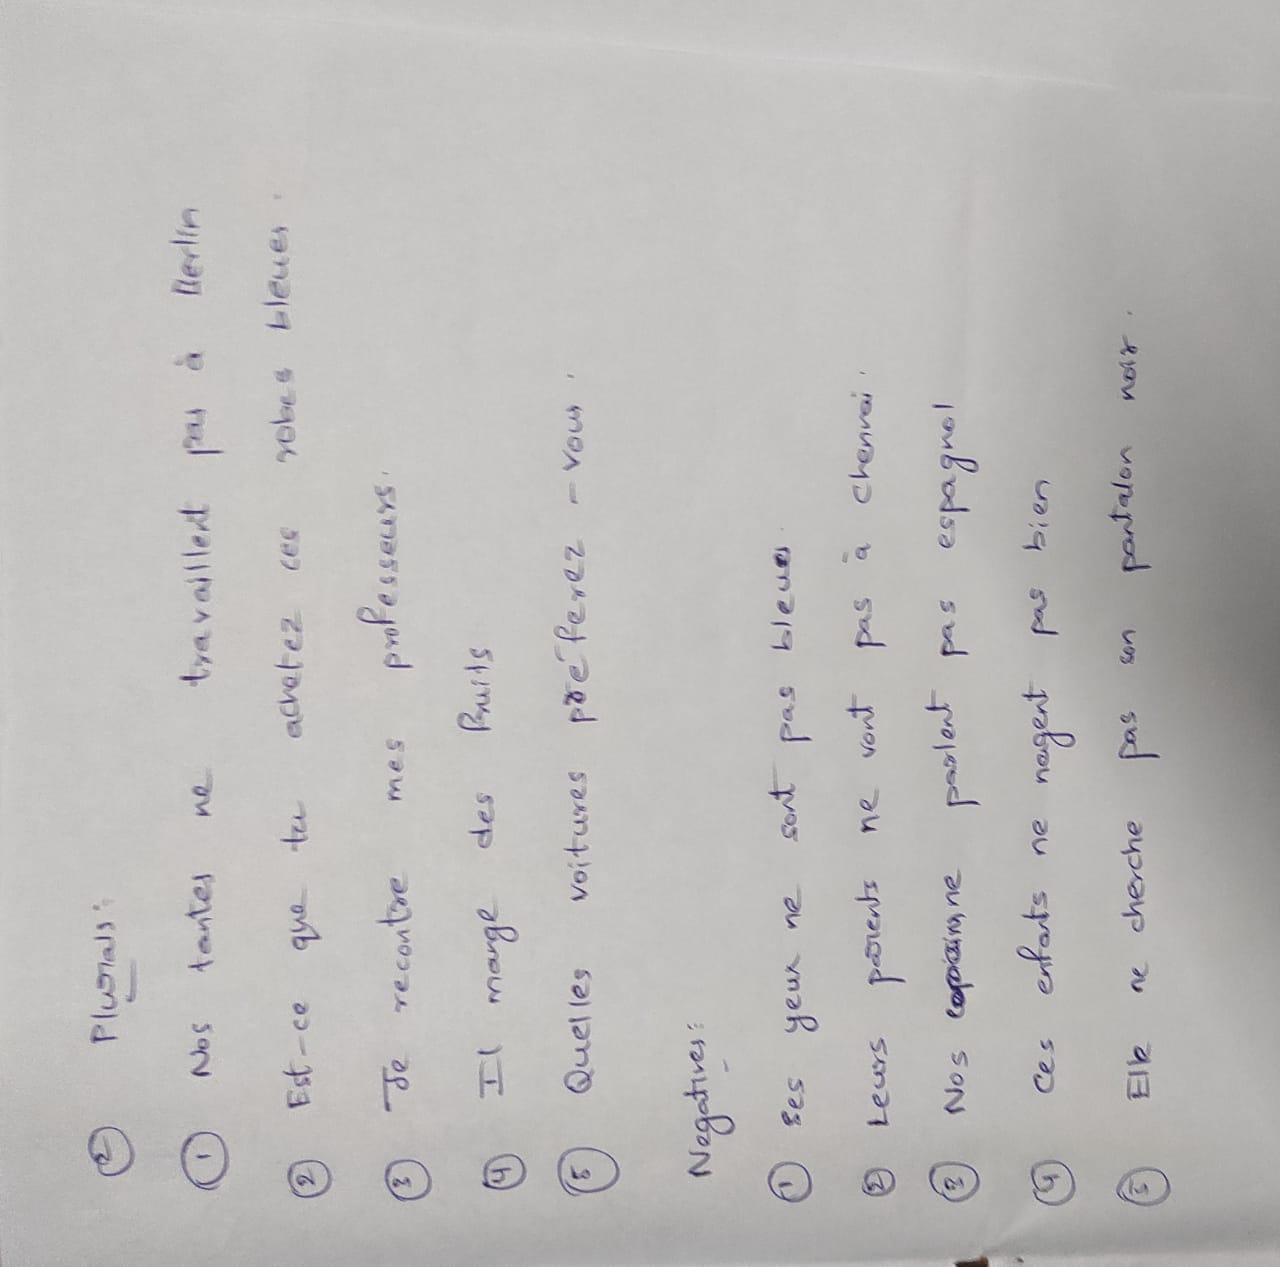 ② Plurals:
① Nos tantes ne travaillent pas à Berlin
② Est-ce que tu achetez ces robes bleues.
③ Je recontre mes professeurs.
④ Il mange des fruits
⑤ Quelles voitures préferez-vous.
Negatives:
① Ses yeux ne sont pas bleues.
② Leurs parents ne vont pas à chennai.
③ Nos ne parlent pas espagnol
④ Ces enfants ne nagent pas bien
⑤ Elle ne cherche pas son pantalon noir.